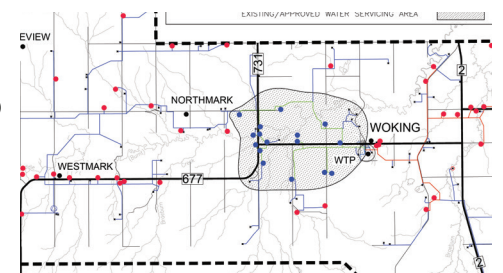 EXISTING/APPROVED WATER SERVICING AREA
EVIEW
731
2
NORTHMARK
WOKING
WTP
WESTMARK
677
2